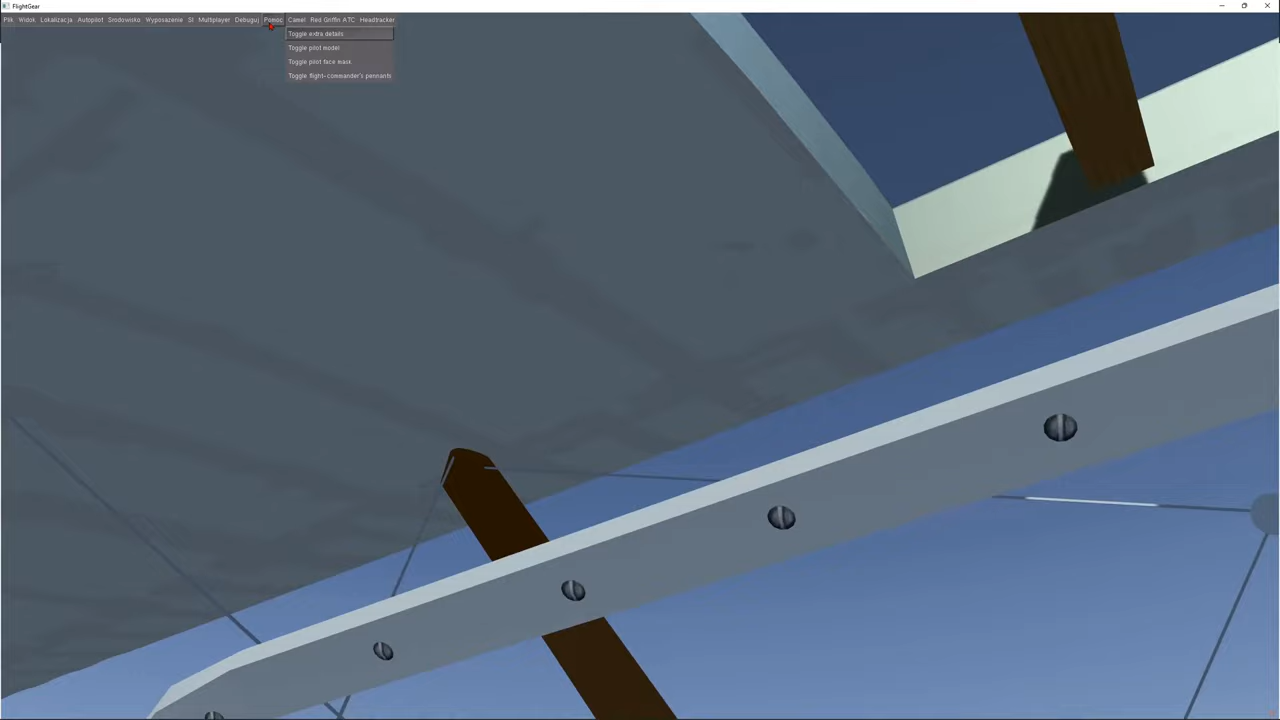 FlightGear
Plik Widok Lokalizacja Autopilot Środowisko Wyposażenie SI Multiplayer Debuguj Pomoc Camel Red Griffin ATC Headtracker
Toggle extra details
Toggle pilot model
Toggle pilot face mask
Toggle flight-commander's pennants